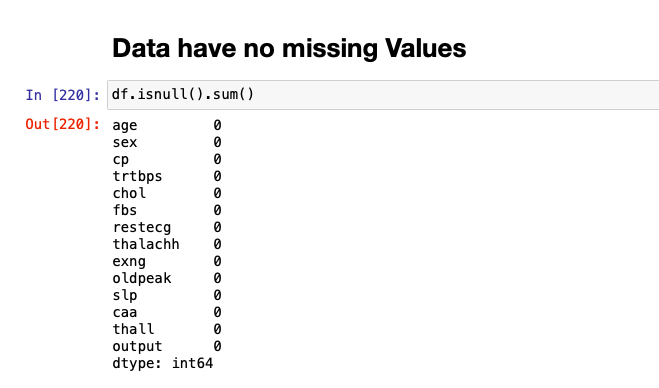 Data have no missing Values
In [220]: df.isnull().sum()
Out[220]: age 0
sex 0
cp 0
trtbps 0
chol 0
fbs 0
restecg 0
thalachh 0
exng 0
oldpeak 0
slp 0
caa 0
thall 0
output 0
dtype: int64